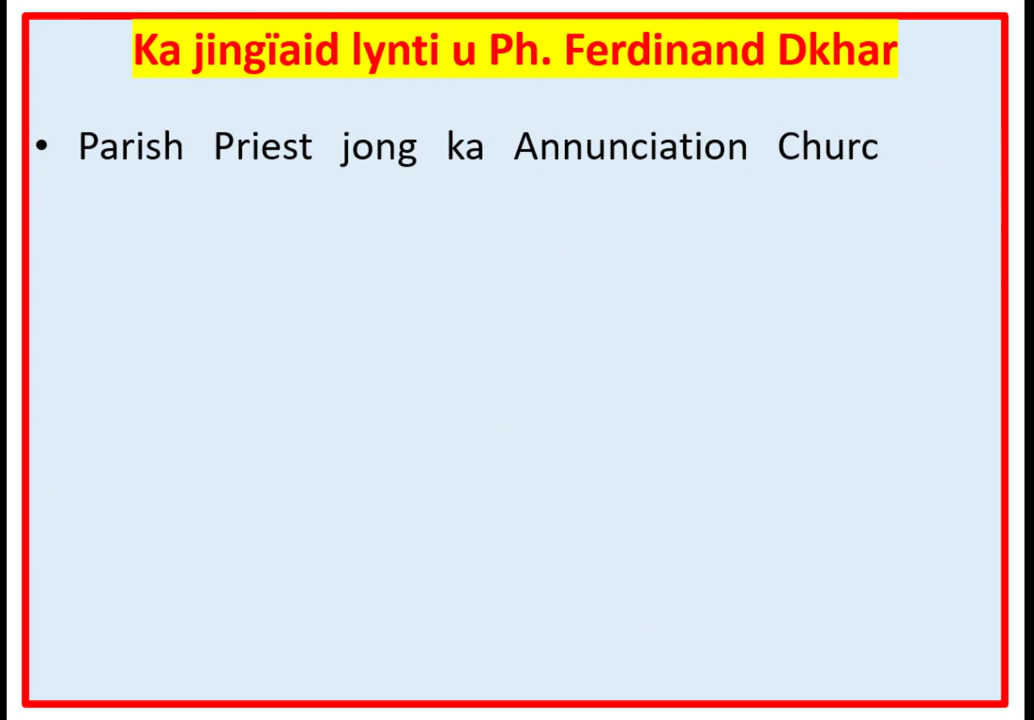 Ka jingïaid lynti u Ph. Ferdinand Dkhar
• Parish Priest jong ka Annunciation Churc